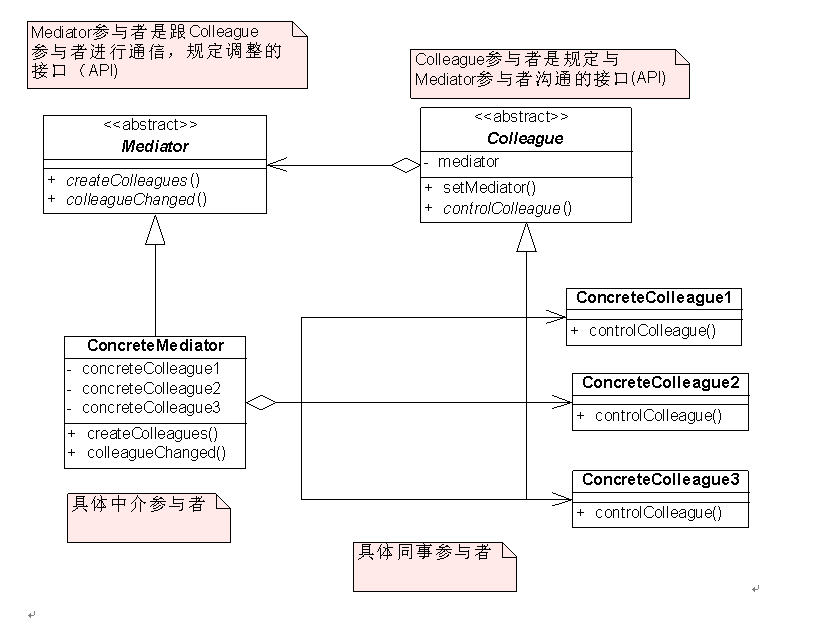 Mediator参与者是跟Colleague
参与者进行通信，规定调整的
接口（API)
Colleague参与者是规定与
Mediator参与者沟通的接口(API)
<<abstract>>
Mediator
+ createColleagues()
+ colleagueChanged()
<<abstract>>
Colleague
- mediator
+ setMediator()
+ controlColleague()
ConcreteMediator
- concreteColleague1
- concreteColleague2
- concreteColleague3
+ createColleagues()
+ colleagueChanged()
ConcreteColleague1
+ controlColleague()
ConcreteColleague2
+ controlColleague()
ConcreteColleague3
+ controlColleague()
具体中介参与者
具体同事参与者